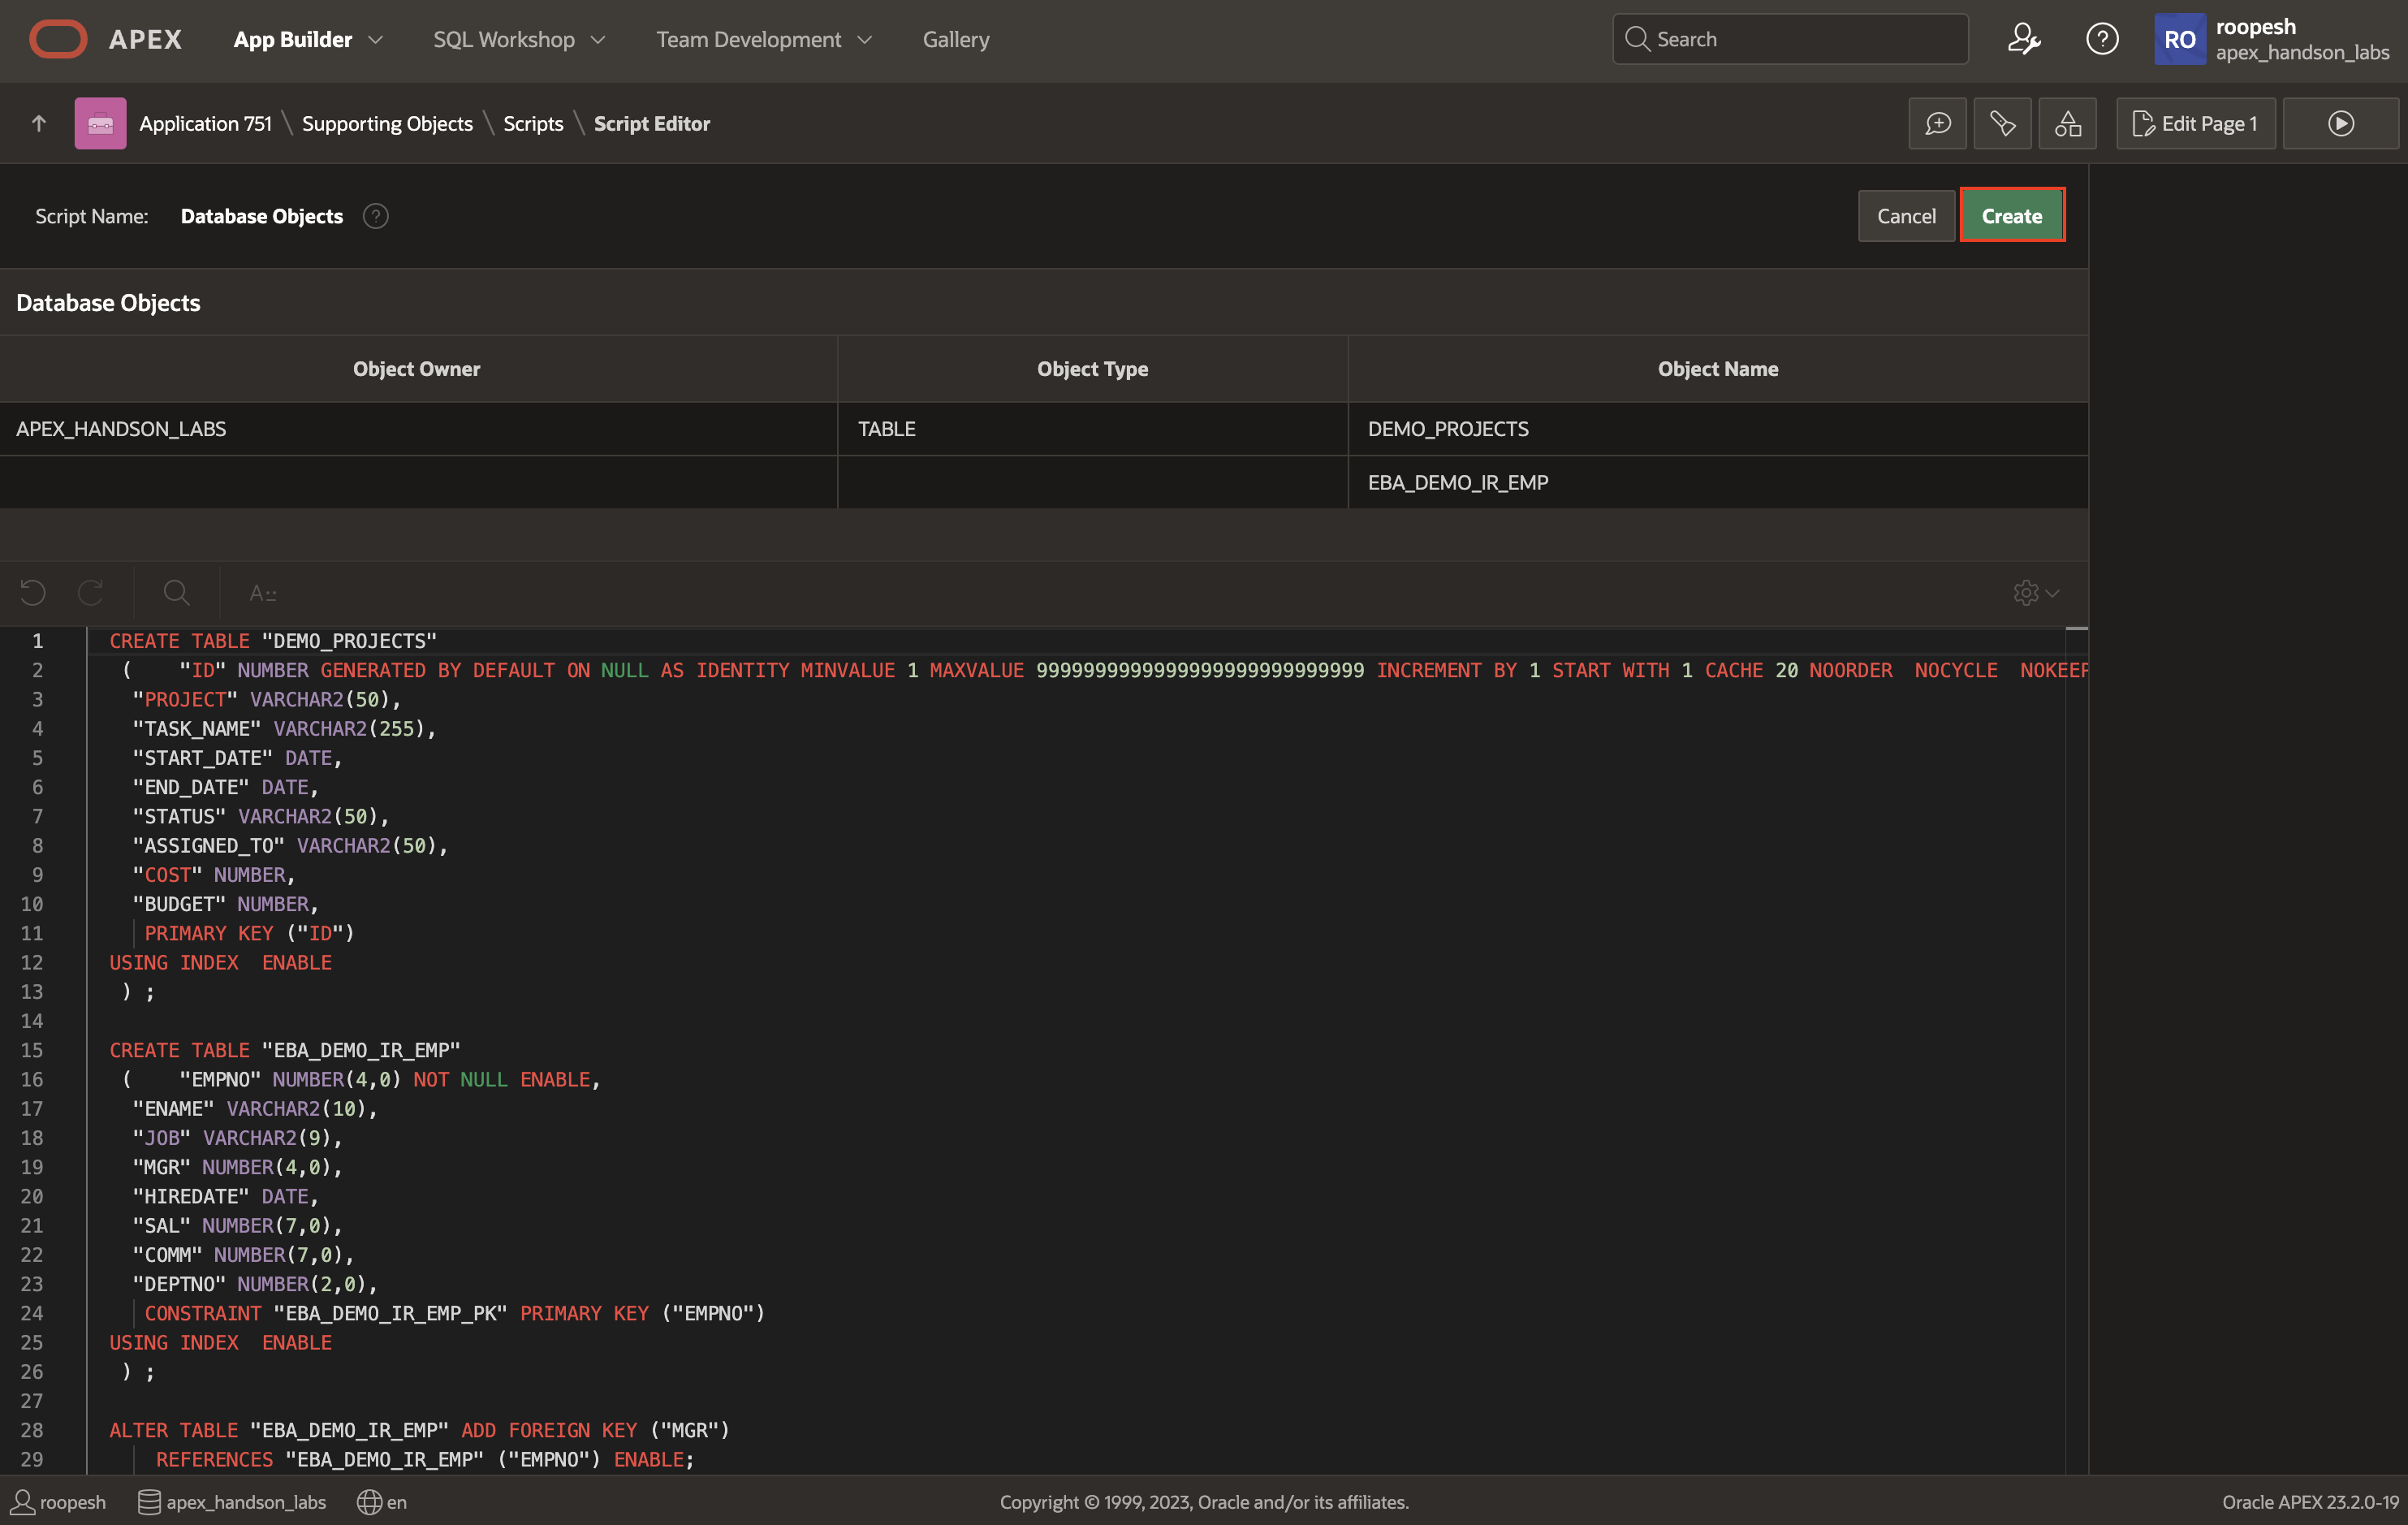 APEX App Builder SQL Workshop Team Development Gallery Search RO roopesh
apex_handson_labs
Application 751 \ Supporting Objects \ Scripts \ Script Editor Edit Page 1
Script Name: Database Objects ? Cancel Create
Database Objects
Object Owner Object Type Object Name
APEX_HANDSON_LABS TABLE DEMO_PROJECTS
EBA_DEMO_IR_EMP
1 CREATE TABLE "DEMO_PROJECTS"
2 ( "ID" NUMBER GENERATED BY DEFAULT ON NULL AS IDENTITY MINVALUE 1 MAXVALUE 9999999999999999999999999999 INCREMENT BY 1 START WITH 1 CACHE 20 NOORDER NOCYCLE NOKEEP
3 "PROJECT" VARCHAR2(50),
4 "TASK_NAME" VARCHAR2(255),
5 "START_DATE" DATE,
6 "END_DATE" DATE,
7 "STATUS" VARCHAR2(50),
8 "ASSIGNED_TO" VARCHAR2(50),
9 "COST" NUMBER,
10 "BUDGET" NUMBER,
11 PRIMARY KEY ("ID")
12 USING INDEX ENABLE
13 ) ;
14
15 CREATE TABLE "EBA_DEMO_IR_EMP"
16 ( "EMPNO" NUMBER(4,0) NOT NULL ENABLE,
17 "ENAME" VARCHAR2(10),
18 "JOB" VARCHAR2(9),
19 "MGR" NUMBER(4,0),
20 "HIREDATE" DATE,
21 "SAL" NUMBER(7,0),
22 "COMM" NUMBER(7,0),
23 "DEPTNO" NUMBER(2,0),
24 CONSTRAINT "EBA_DEMO_IR_EMP_PK" PRIMARY KEY ("EMPNO")
25 USING INDEX ENABLE
26 ) ;
27
28 ALTER TABLE "EBA_DEMO_IR_EMP" ADD FOREIGN KEY ("MGR")
29 REFERENCES "EBA_DEMO_IR_EMP" ("EMPNO") ENABLE;
roopesh apex_handson_labs en Copyright © 1999, 2023, Oracle and/or its affiliates. Oracle APEX 23.2.0-19